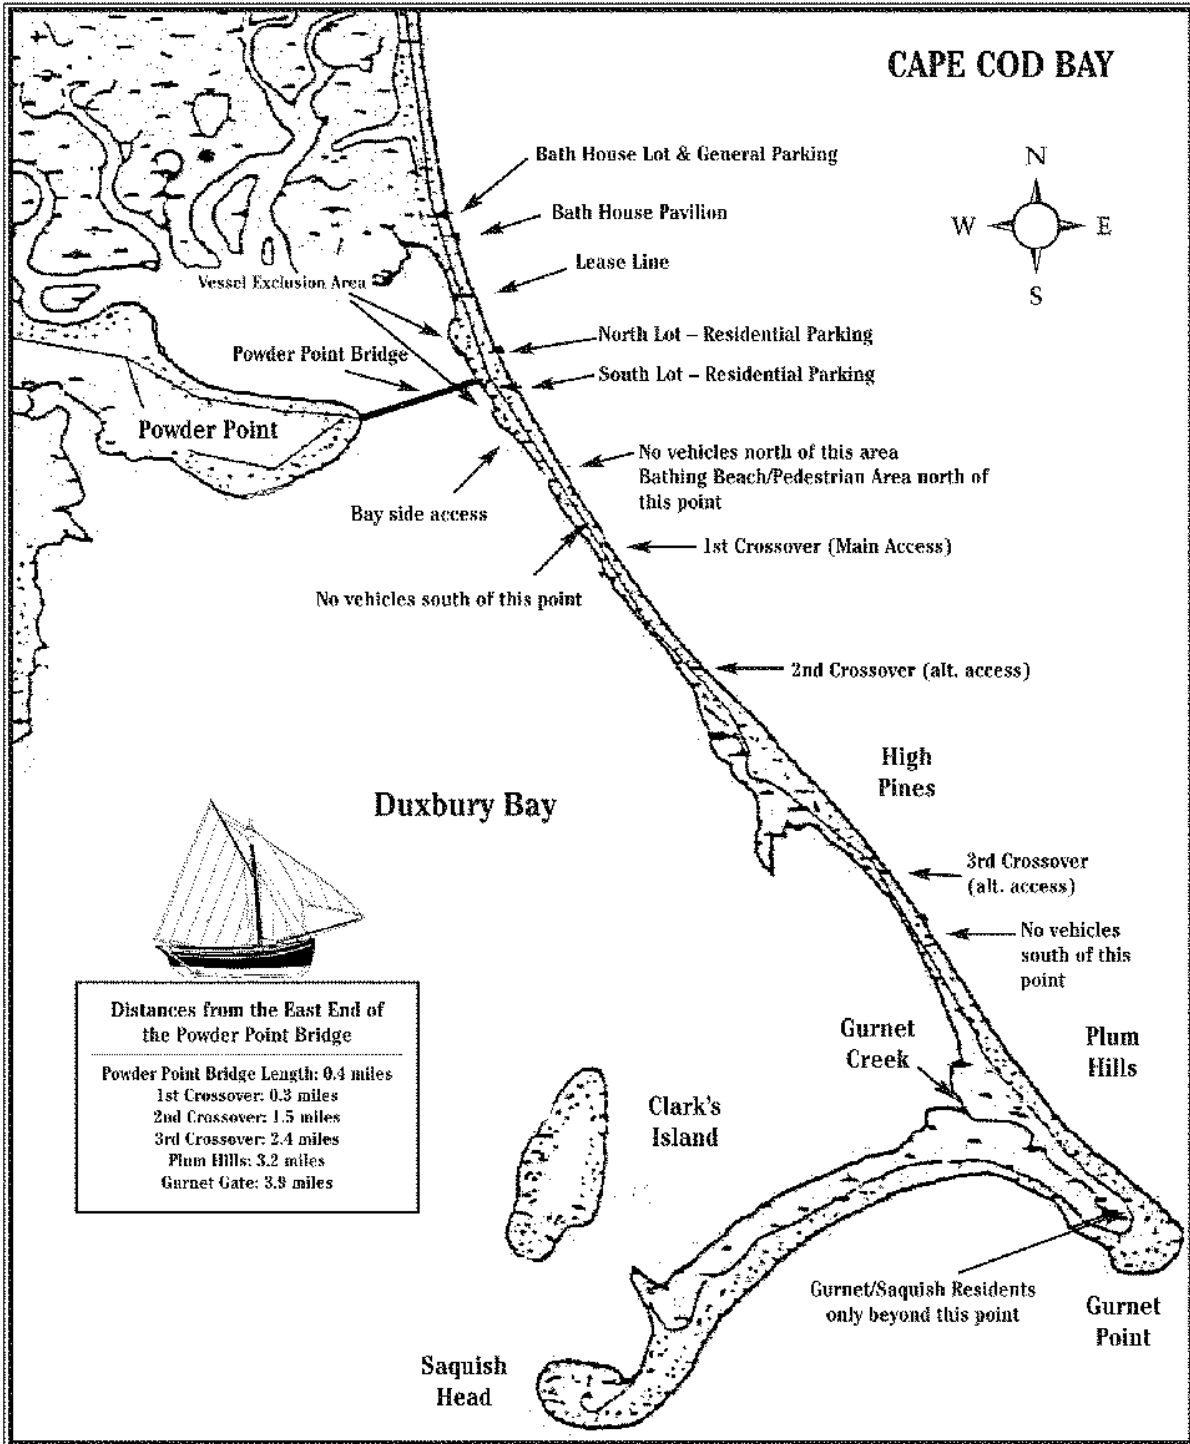 CAPE COD BAY
Bath House Lot & General Parking
N
Bath House Pavilion
W
E
Lease Line
S
Vessel Exclusion Area
North Lot – Residential Parking
Powder Point Bridge
South Lot – Residential Parking
Powder Point
No vehicles north of this area
Bathing Beach/Pedestrian Area north of
this point
Bay side access
1st Crossover (Main Access)
No vehicles south of this point
2nd Crossover (alt. access)
High
Pines
Duxbury Bay
3rd Crossover
(alt. access)
No vehicles
south of this
point
Distances from the East End of
the Powder Point Bridge
Powder Point Bridge Length: 0.4 miles
1st Crossover: 0.3 miles
2nd Crossover: 1.5 miles
3rd Crossover: 2.4 miles
Plum Hills: 3.2 miles
Gurnet Gate: 3.9 miles
Gurnet
Creek
Plum
Hills
Clark's
Island
Gurnet/Saquish Residents
only beyond this point
Gurnet
Point
Saquish
Head